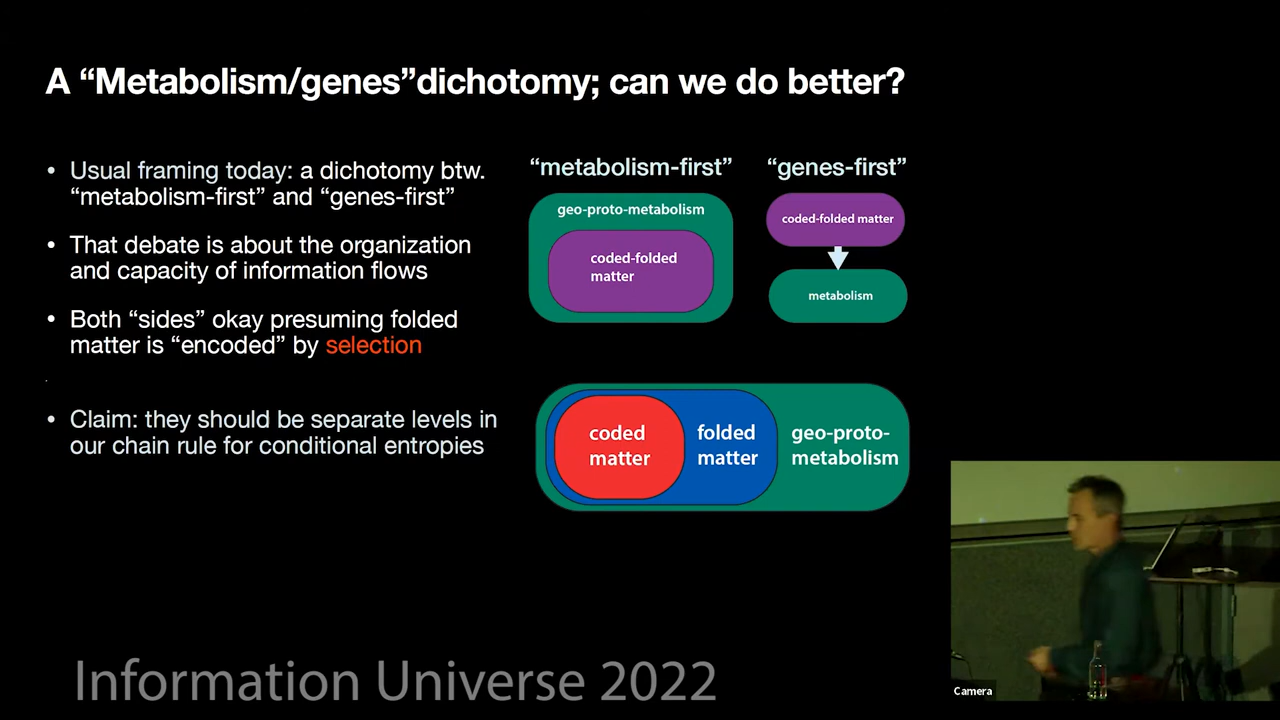 A “Metabolism/genes”dichotomy; can we do better?
• Usual framing today: a dichotomy btw.
“metabolism-first” and “genes-first”
• That debate is about the organization
and capacity of information flows
• Both “sides” okay presuming folded
matter is “encoded” by selection
• Claim: they should be separate levels in
our chain rule for conditional entropies
“metabolism-first”
geo-proto-metabolism
coded-folded
matter
“genes-first”
coded-folded matter
metabolism
coded
matter
folded
matter
geo-proto-
metabolism
Information Universe 2022
Camera